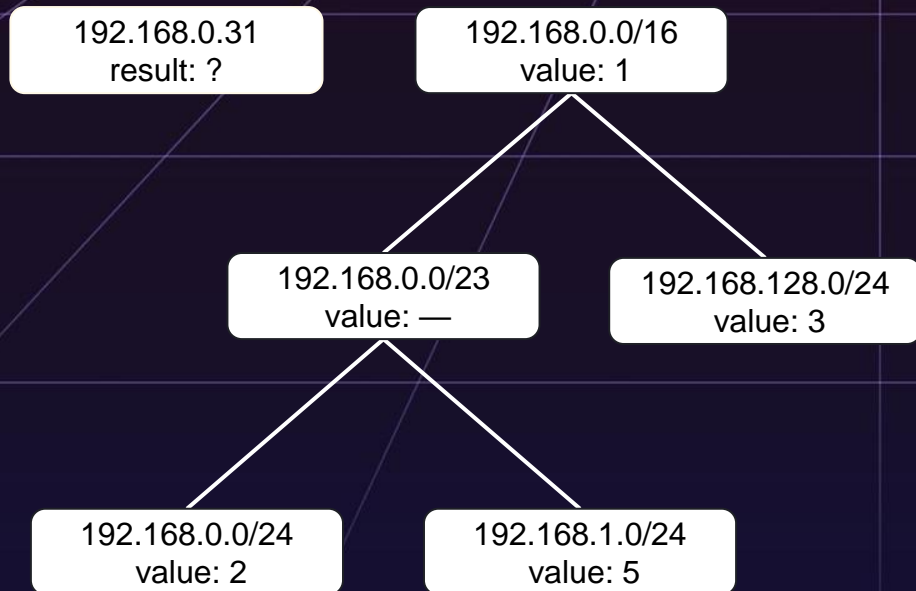 192.168.0.31
result: ?
192.168.0.0/16
value: 1
192.168.0.0/23
value: —
192.168.128.0/24
value: 3
192.168.0.0/24
value: 2
192.168.1.0/24
value: 5